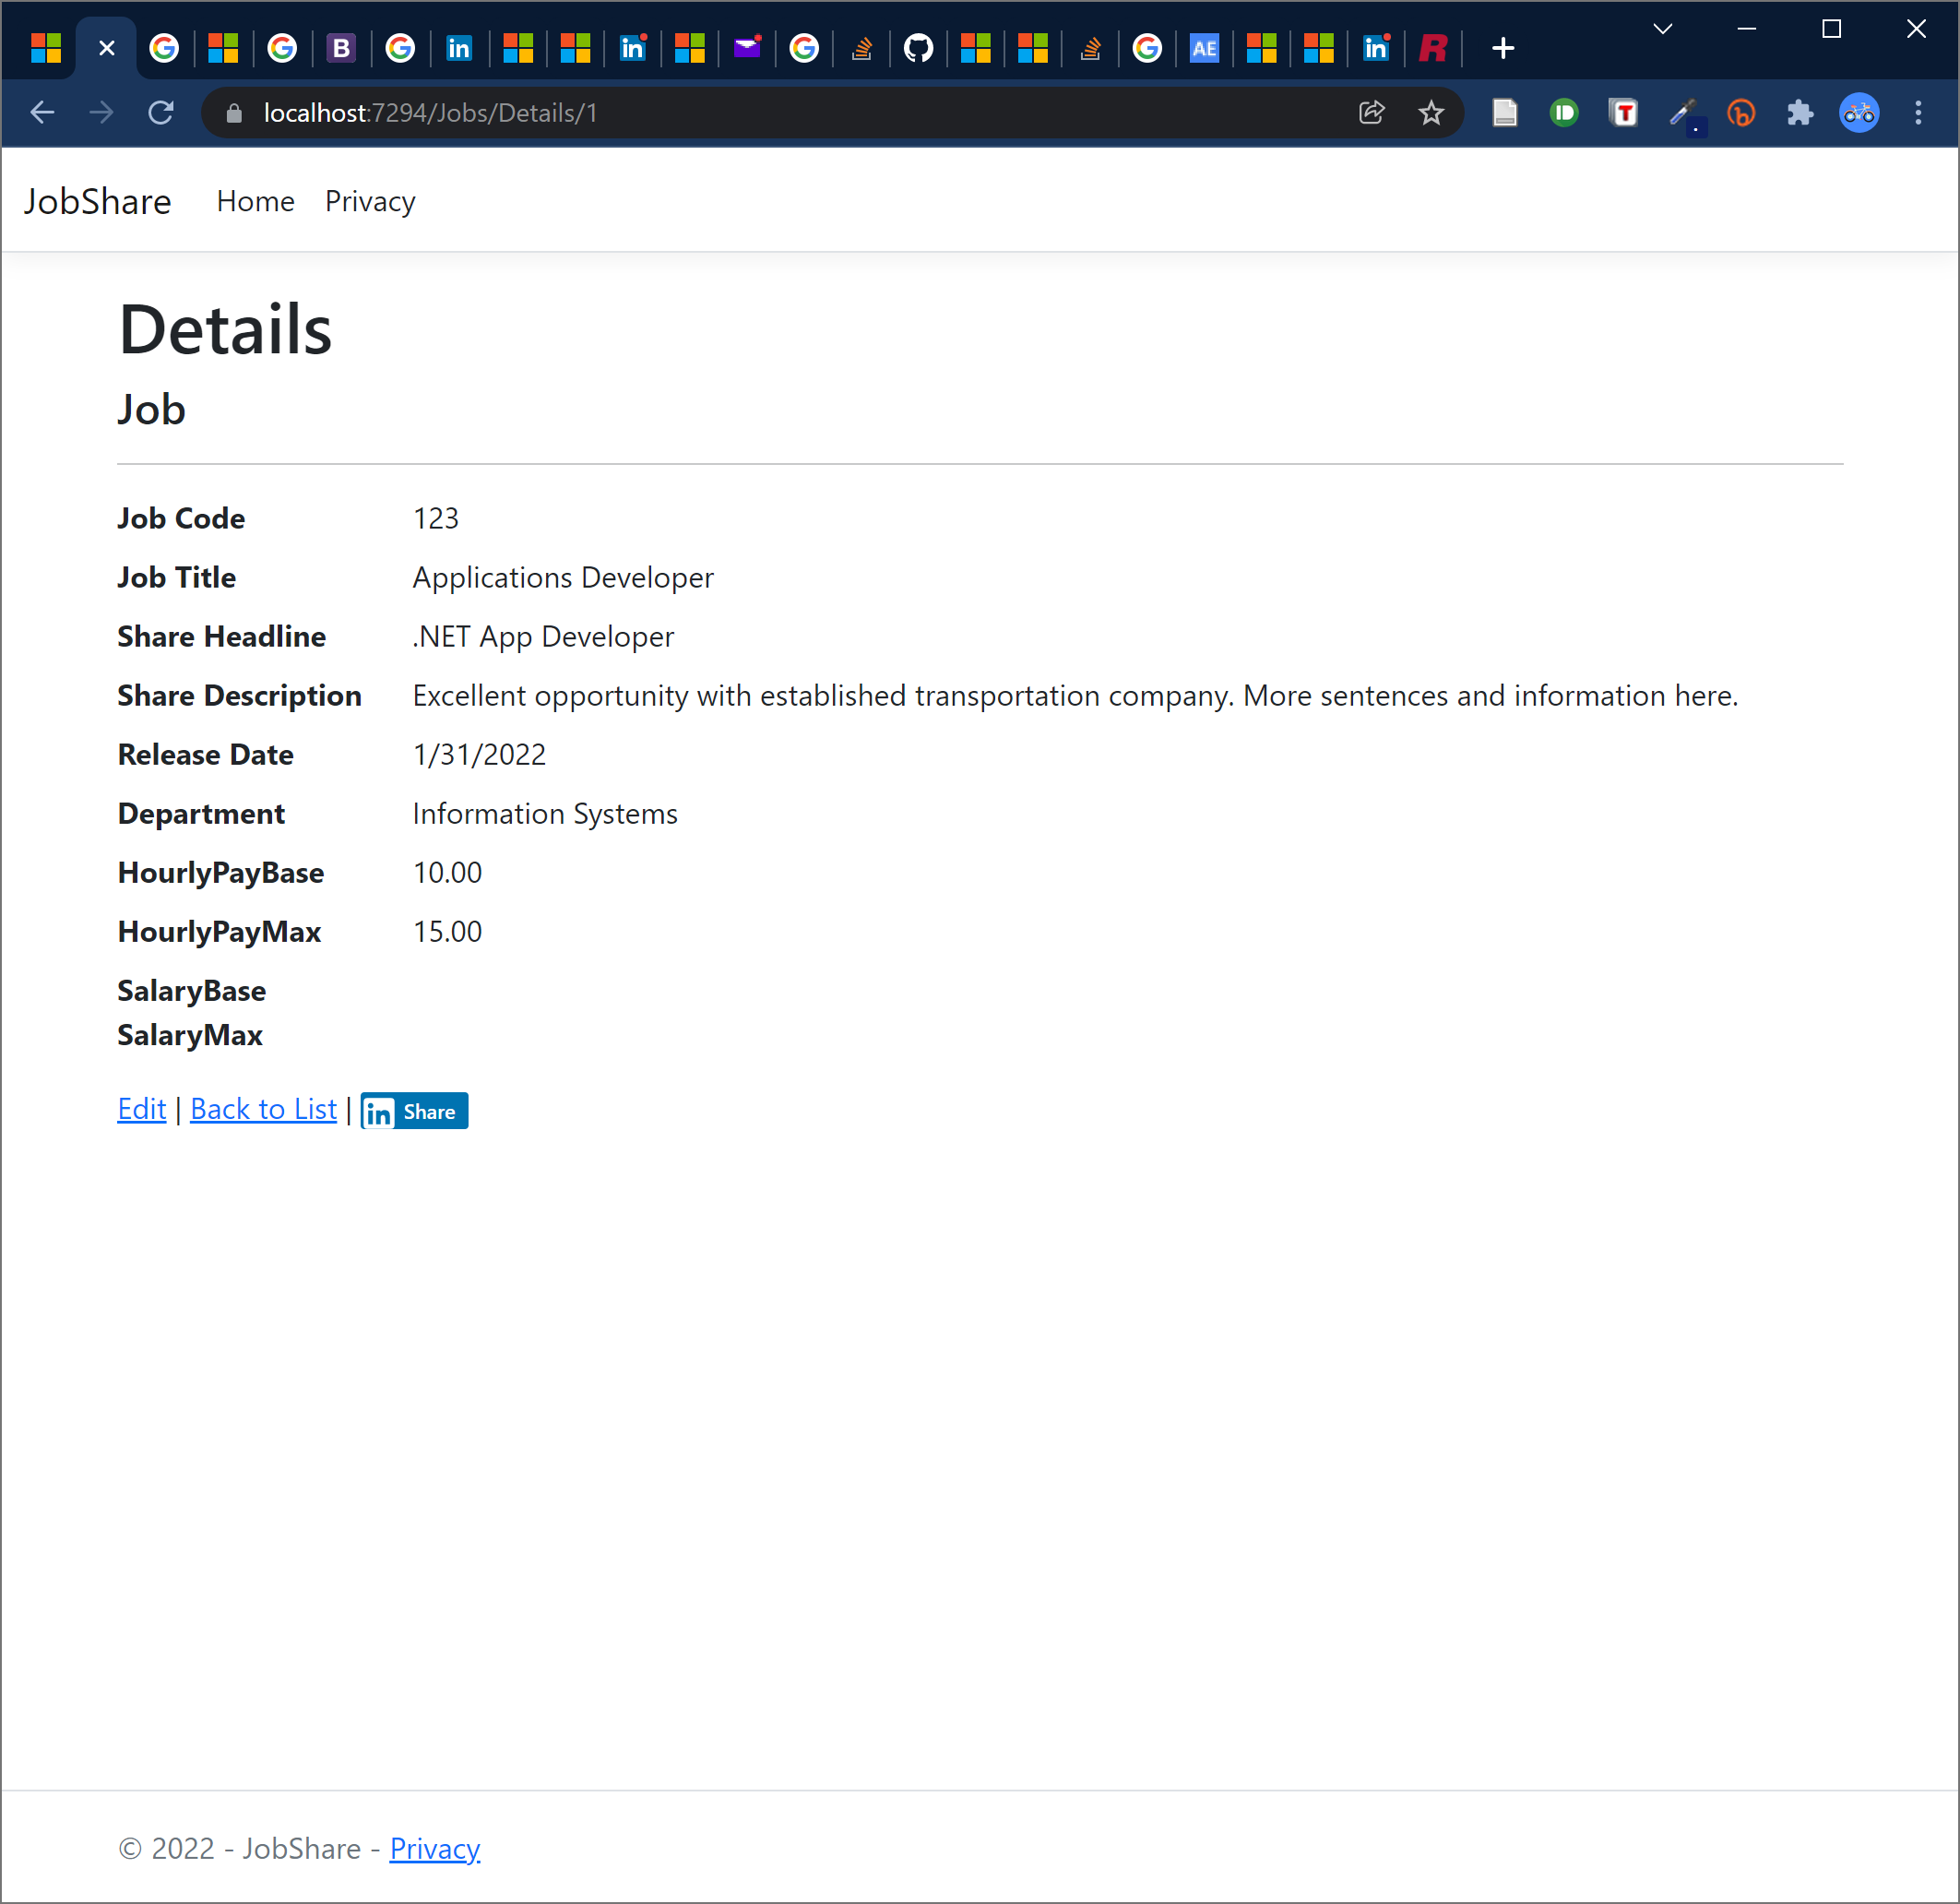 localhost:7294/Jobs/Details/1
JobShare Home Privacy
Details
Job
Job Code 123
Job Title Applications Developer
Share Headline .NET App Developer
Share Description Excellent opportunity with established transportation company. More sentences and information here.
Release Date 1/31/2022
Department Information Systems
HourlyPayBase 10.00
HourlyPayMax 15.00
SalaryBase
SalaryMax
Edit | Back to List | in Share
© 2022 - JobShare - Privacy